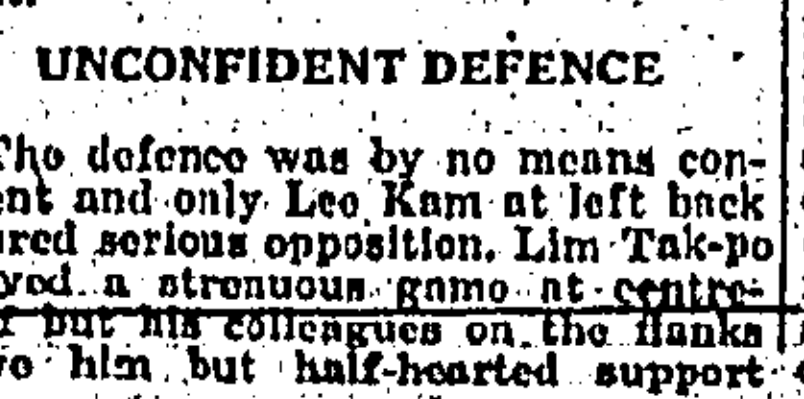 UNCONFIDENT DEFENCE
The defence was by no means con-
ent and only Leo Kam at left back
ured serious opposition. Lim Tak-po
yed a strenuous game at centre-
f but his colleagues on the flanks
ve him but half-hearted support